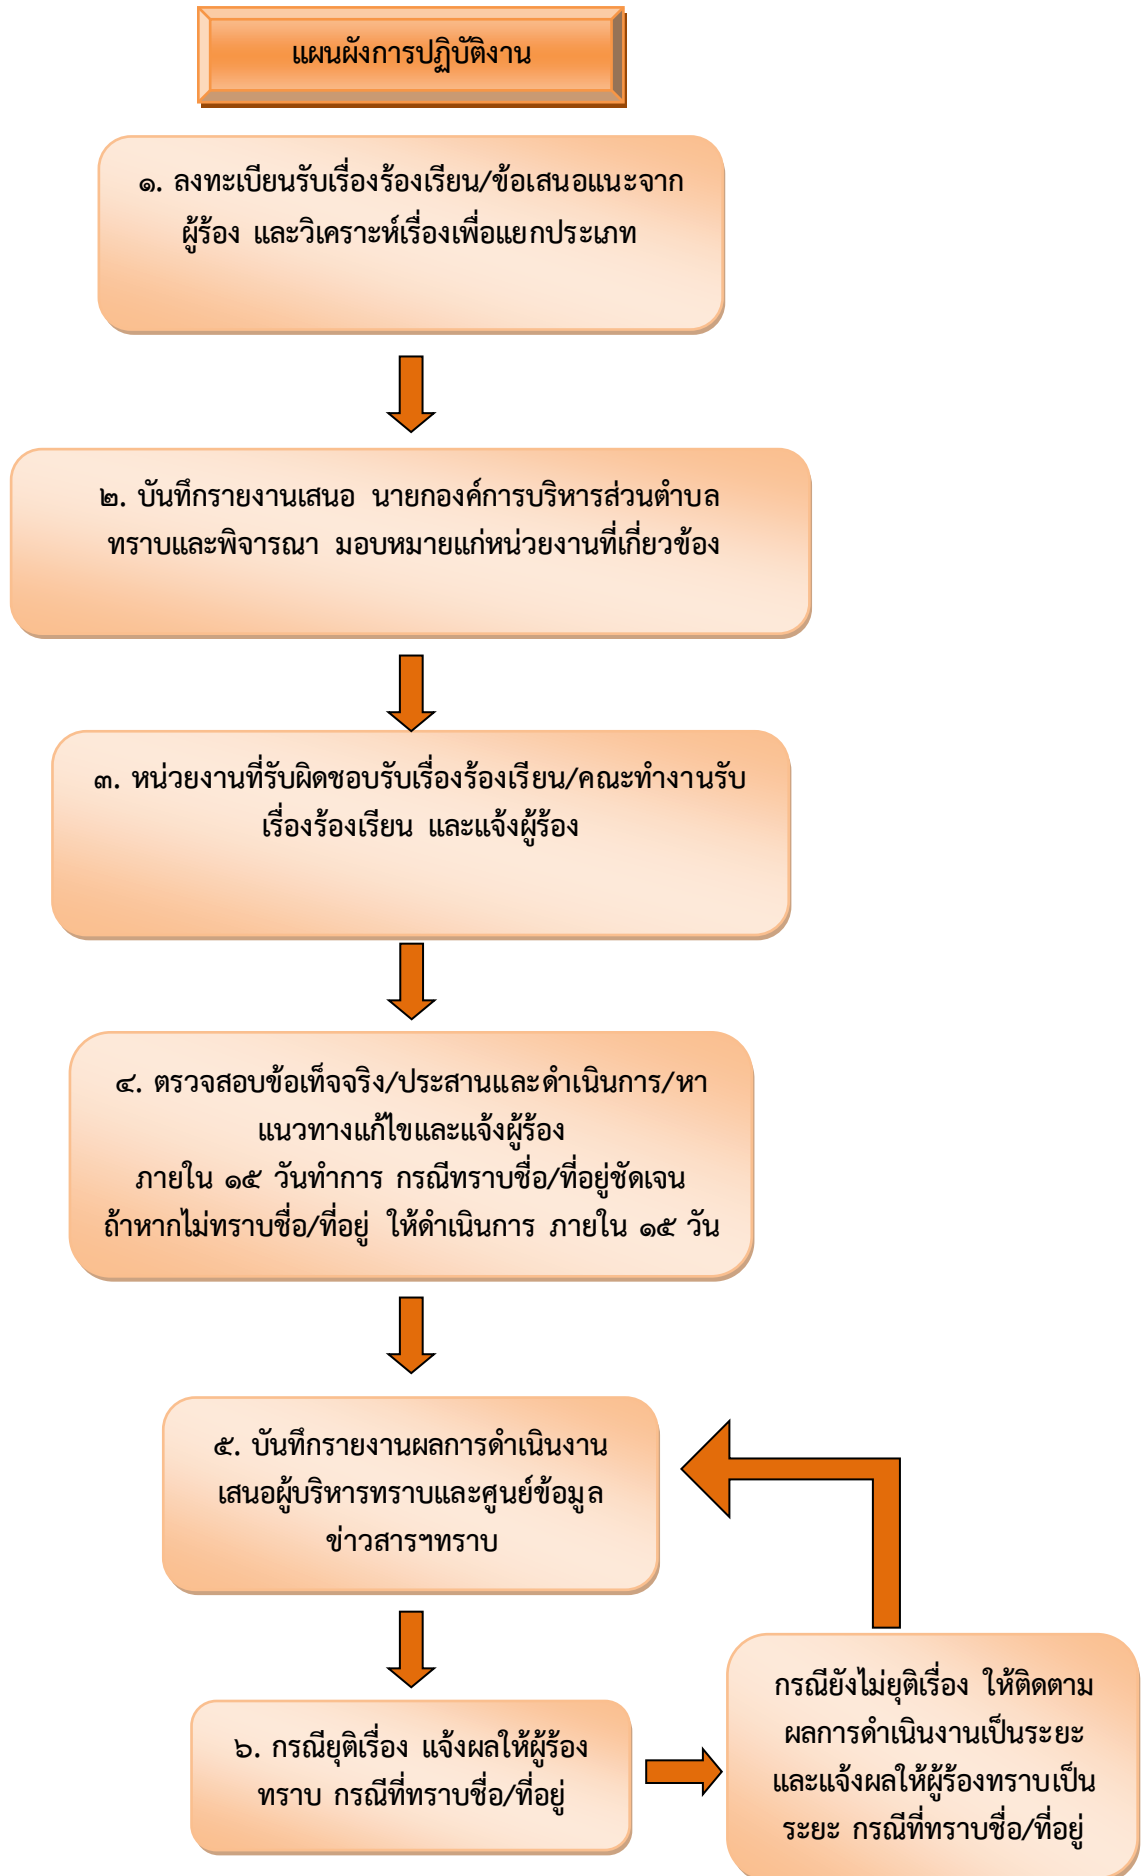 แผนผังการปฏิบัติงาน
๑. ลงทะเบียนรับเรื่องร้องเรียน/ข้อเสนอแนะจาก
ผู้ร้อง และวิเคราะห์เรื่องเพื่อแยกประเภท
๒. บันทึกรายงานเสนอ นายกองค์การบริหารส่วนตำบล
ทราบและพิจารณา มอบหมายแก่หน่วยงานที่เกี่ยวข้อง
๓. หน่วยงานที่รับผิดชอบรับเรื่องร้องเรียน/คณะทำงานรับ
เรื่องร้องเรียน และแจ้งผู้ร้อง
๔. ตรวจสอบข้อเท็จจริง/ประสานและดำเนินการ/หา
แนวทางแก้ไขและแจ้งผู้ร้อง
ภายใน ๑๕ วันทำการ กรณีทราบชื่อ/ที่อยู่ชัดเจน
ถ้าหากไม่ทราบชื่อ/ที่อยู่ ให้ดำเนินการ ภายใน ๑๕ วัน
๕. บันทึกรายงานผลการดำเนินงาน
เสนอผู้บริหารทราบและศูนย์ข้อมูล
ข่าวสารฯทราบ
๖. กรณียุติเรื่อง แจ้งผลให้ผู้ร้อง
ทราบ กรณีที่ทราบชื่อ/ที่อยู่
กรณียังไม่ยุติเรื่อง ให้ติดตาม
ผลการดำเนินงานเป็นระยะ
และแจ้งผลให้ผู้ร้องทราบเป็น
ระยะ กรณีที่ทราบชื่อ/ที่อยู่